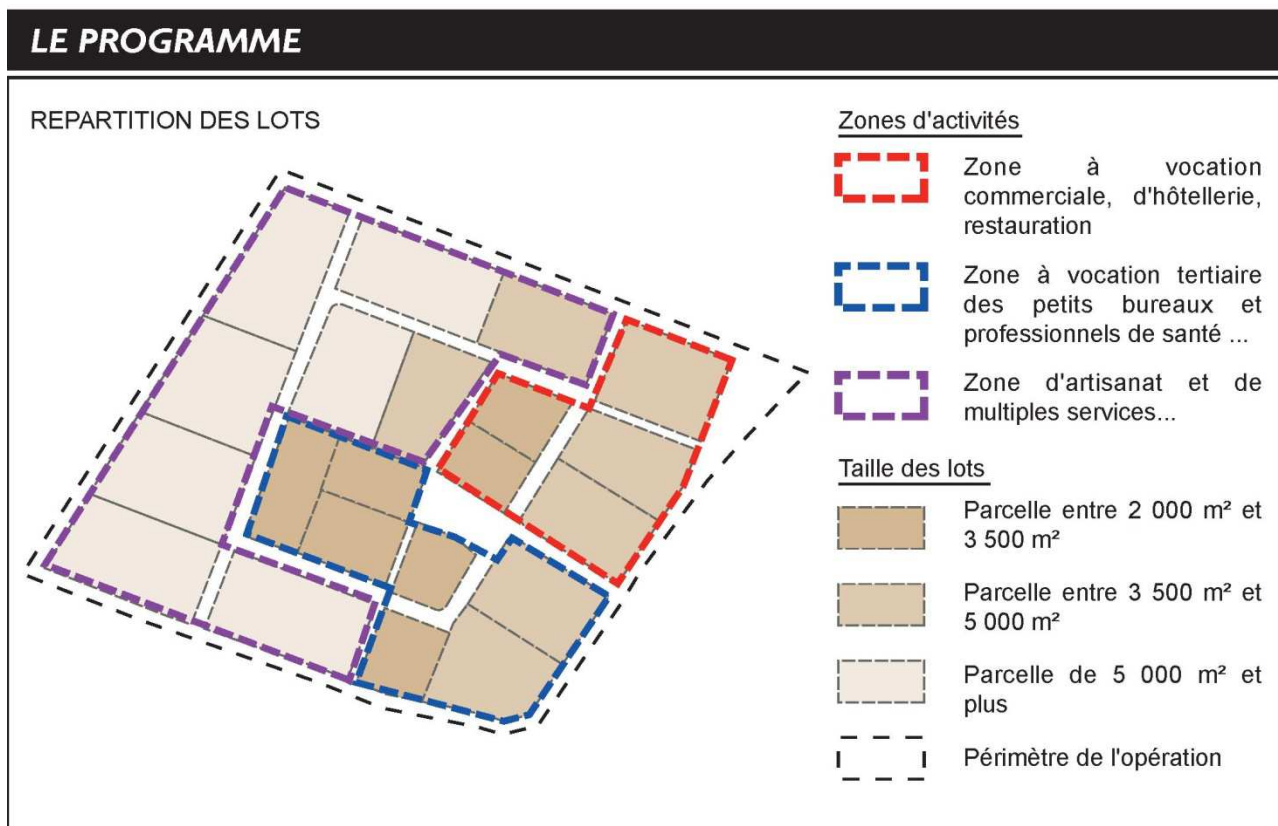 LE PROGRAMME
REPARTITION DES LOTS
Zones d'activités
Zone à vocation
commerciale, d'hôtellerie,
restauration
Zone à vocation tertiaire
des petits bureaux et
professionnels de santé ...
Zone d'artisanat et de
multiples services...
Taille des lots
Parcelle entre 2 000 m² et
3 500 m²
Parcelle entre 3 500 m² et
5 000 m²
Parcelle de 5 000 m² et
plus
Périmètre de l'opération